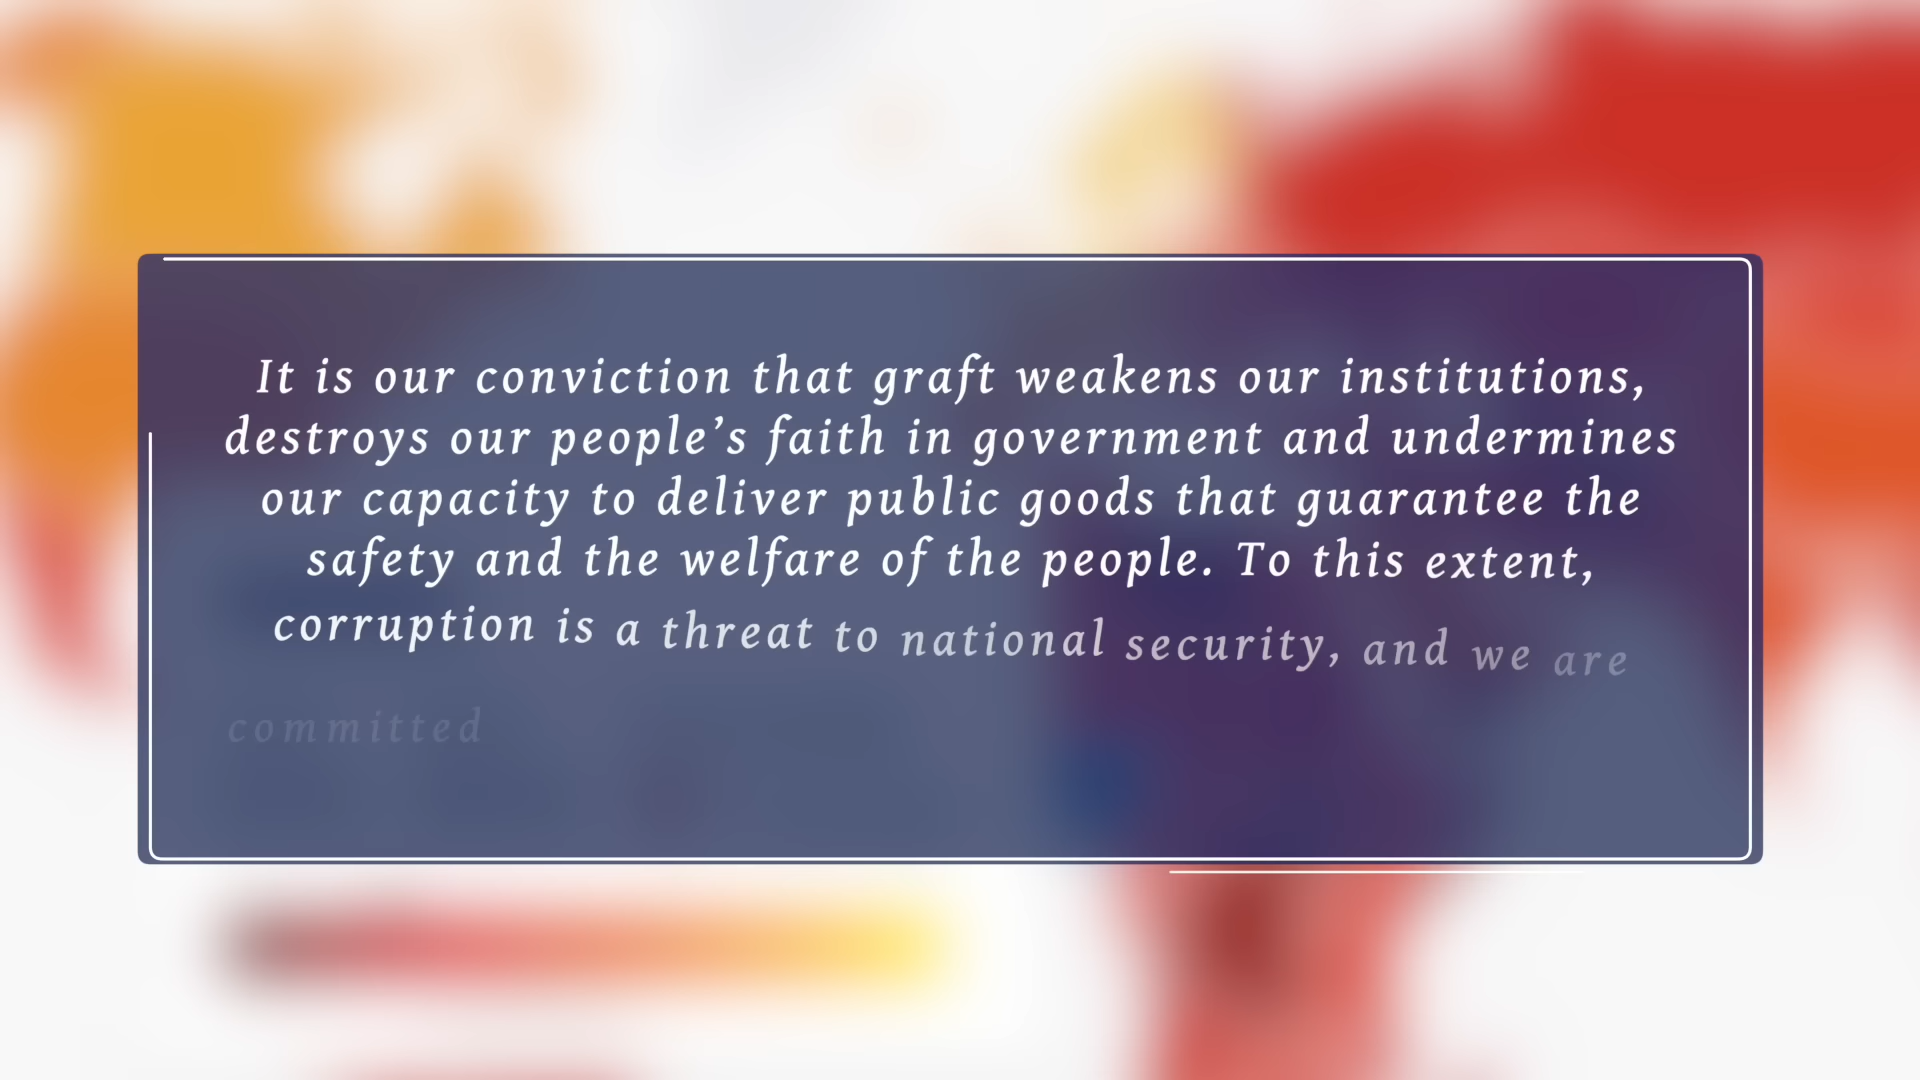 It is our conviction that graft weakens our institutions,
destroys our people’s faith in government and undermines
our capacity to deliver public goods that guarantee the
safety and the welfare of the people. To this extent,
corruption is a threat to national security, and we are
committed